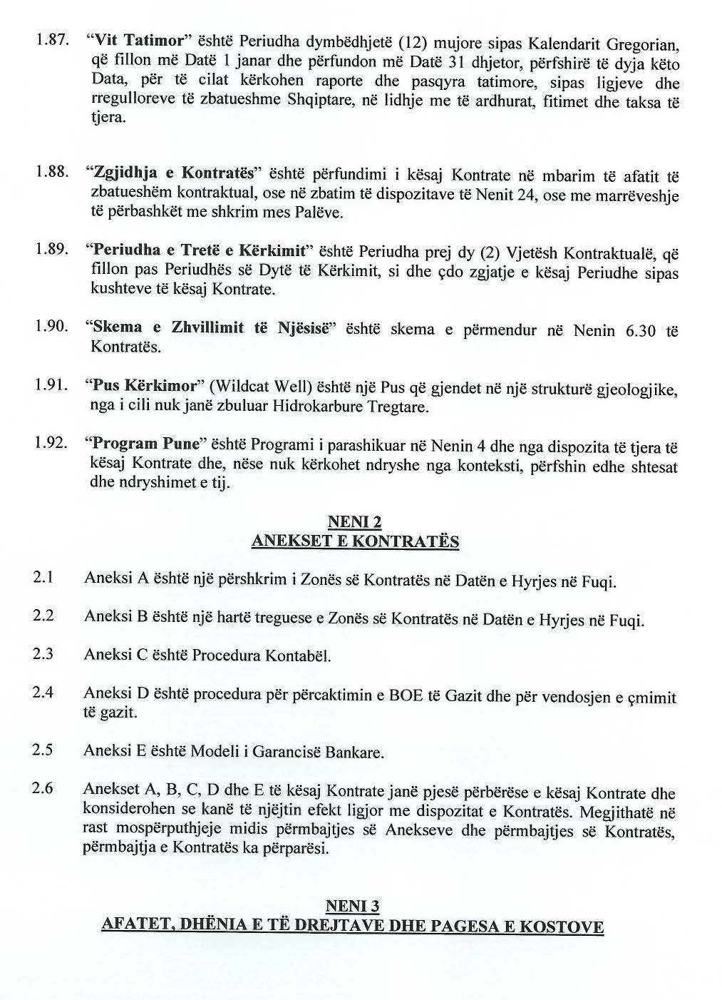 1.87. “Vit Tatimor” është Periudha dymbëdhjetë (12) mujore sipas Kalendarit Gregorian,
që fillon më Datë 1 janar dhe përfundon më Datë 31 dhjetor, përfshirë të dyja këto
Data, për të cilat kërkohen raporte dhe pasqyra tatimore, sipas ligjeve dhe
rregulloreve të zbatueshme Shqiptare, në lidhje me të ardhurat, fitimet dhe taksa të
tjera.
1.88. “Zgjidhja e Kontratës” është përfundimi i kësaj Kontrate në mbarim të afatit të
zbatueshëm kontraktual, ose në zbatim të dispozitave të Nenit 24, ose me marrëveshje
të përbashkët me shkrim mes Palëve.
1.89. “Periudha e Tretë e Kërkimit” është Periudha prej dy (2) Vjetësh Kontraktualë, që
fillon pas Periudhës së Dytë të Kërkimit, si dhe çdo zgjatje e kësaj Periudhe sipas
kushteve të kësaj Kontrate.
1.90. “Skema e Zhvillimit të Njësisë” është skema e përmendur në Nenin 6.30 të
Kontratës.
1.91. “Pus Kërkimor” (Wildcat Well) është një Pus që gjendet në një strukturë gjeologjike,
nga i cili nuk janë zbuluar Hidrokarbure Tregtare.
1.92. “Program Pune” është Programi i parashikuar në Nenin 4 dhe nga dispozita të tjera të
kësaj Kontrate dhe, nëse nuk kërkohet ndryshe nga konteksti, përfshin edhe shtesat
dhe ndryshimet e tij.
NENI 2
ANEKSET E KONTRATËS
2.1 Aneksi A është një përshkrim i Zonës së Kontratës në Datën e Hyrjes në Fuqi.
2.2 Aneksi B është një hartë treguese e Zonës së Kontratës në Datën e Hyrjes në Fuqi.
2.3 Aneksi C është Procedura Kontabël.
2.4 Aneksi D është procedura për përcaktimin e BOE të Gazit dhe për vendosjen e çmimit
të gazit.
2.5 Aneksi E është Modeli i Garancisë Bankare.
2.6 Anekset A, B, C, D dhe E të kësaj Kontrate janë pjesë përbërëse e kësaj Kontrate dhe
konsiderohen se kanë të njëjtin efekt ligjor me dispozitat e Kontratës. Megjithatë në
rast mospërputhjeje midis përmbajtjes së Anekseve dhe përmbajtjes së Kontratës,
përmbajtja e Kontratës ka përparësi.
NENI 3
AFATET, DHËNIA E TË DREJTAVE DHE PAGESA E KOSTOVE